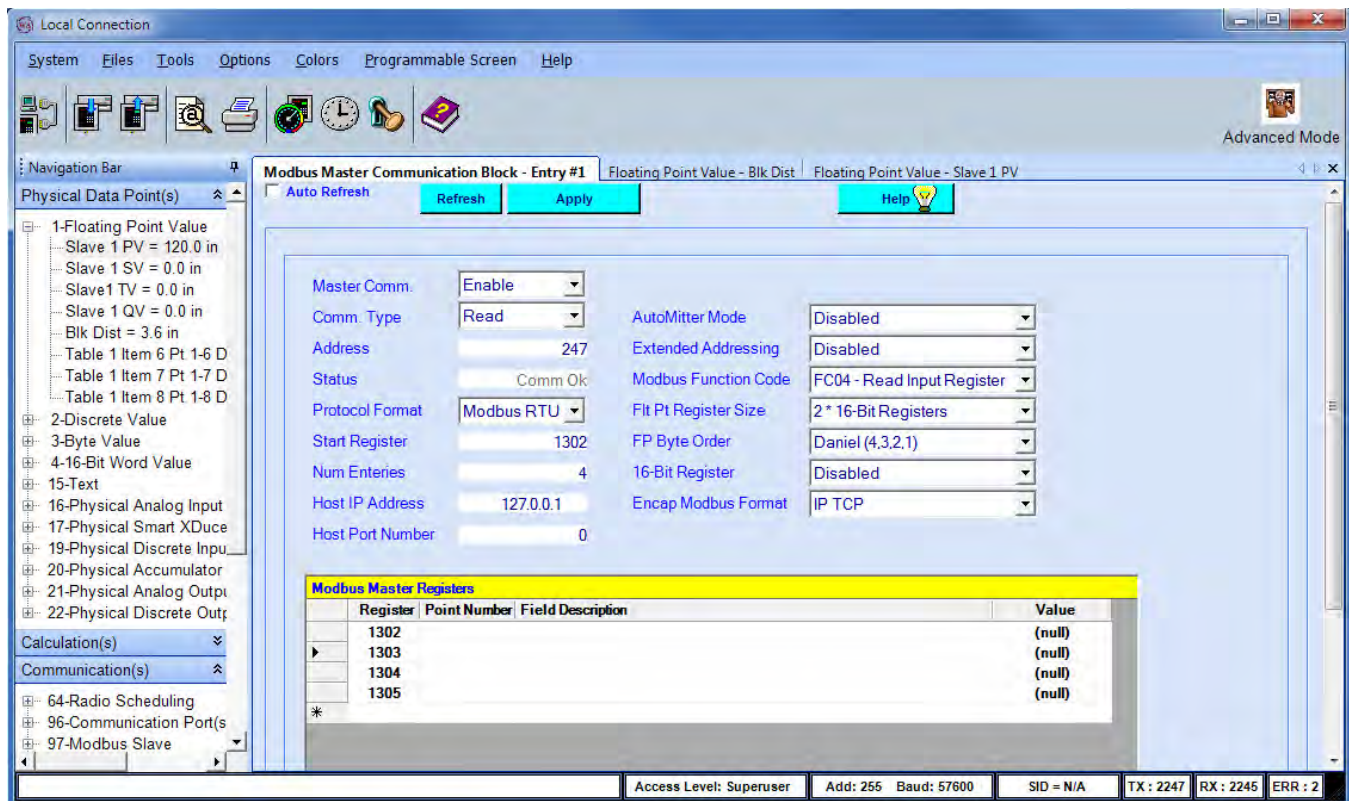 Local Connection
System Files Tools Options Colors Programmable Screen Help
Advanced Mode
Navigation Bar
Physical Data Point(s)
1-Floating Point Value
Slave 1 PV = 120.0 in
Slave 1 SV = 0.0 in
Slave1 TV = 0.0 in
Slave 1 QV = 0.0 in
Blk Dist = 3.6 in
Table 1 Item 6 Pt 1-6 D
Table 1 Item 7 Pt 1-7 D
Table 1 Item 8 Pt 1-8 D
2-Discrete Value
3-Byte Value
4-16-Bit Word Value
15-Text
16-Physical Analog Input
17-Physical Smart XDuce
19-Physical Discrete Inpu
20-Physical Accumulator
21-Physical Analog Outpu
22-Physical Discrete Outp
Calculation(s)
Communication(s)
64-Radio Scheduling
96-Communication Port(s
97-Modbus Slave
Modbus Master Communication Block - Entry #1 Floating Point Value - Blk Dist Floating Point Value - Slave 1 PV
Auto Refresh Refresh Apply Help
Master Comm. Enable
Comm. Type Read AutoMitter Mode Disabled
Address 247 Extended Addressing Disabled
Status Comm Ok Modbus Function Code FC04 - Read Input Register
Protocol Format Modbus RTU Flt Pt Register Size 2 * 16-Bit Registers
Start Register 1302 FP Byte Order Daniel (4,3,2,1)
Num Enteries 4 16-Bit Register Disabled
Host IP Address 127.0.0.1 Encap Modbus Format IP TCP
Host Port Number 0
Modbus Master Registers
Register Point Number Field Description Value
1302 (null)
1303 (null)
1304 (null)
1305 (null)
Access Level: Superuser Add: 255 Baud: 57600 SID = N/A TX : 2247 RX : 2245 ERR : 2